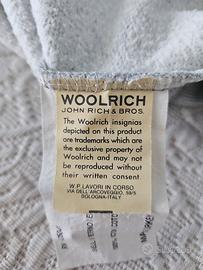 WOOLRICH
JOHN RICH & BROS.
The Woolrich insignias
depicted on this product
are trademarks which are
the exclusive property of
Woolrich and may not
be reproduced without
their written consent.
W.P. LAVORI IN CORSO
VIA DELL'ARCOVEGGIO, 59/5
BOLOGNA-ITALY